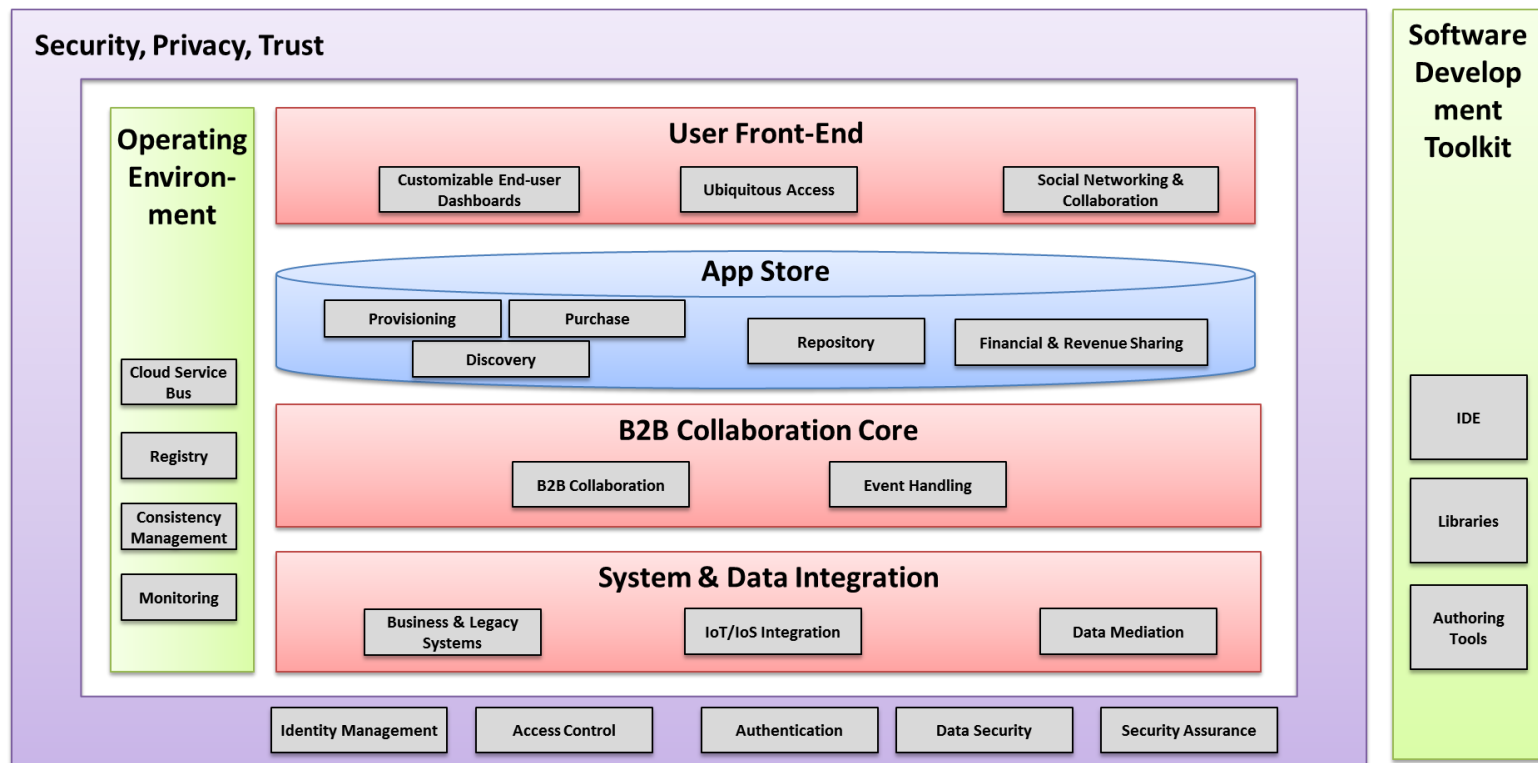 Security, Privacy, Trust
Operating
Environ-
ment
Cloud Service
Bus
Registry
Consistency
Management
Monitoring
User Front-End
Customizable End-user
Dashboards
Ubiquitous Access
Social Networking &
Collaboration
App Store
Provisioning
Purchase
Discovery
Repository
Financial & Revenue Sharing
B2B Collaboration Core
B2B Collaboration
Event Handling
System & Data Integration
Business & Legacy
Systems
IoT/IoS Integration
Data Mediation
Identity Management
Access Control
Authentication
Data Security
Security Assurance
Software
Develop
ment
Toolkit
IDE
Libraries
Authoring
Tools